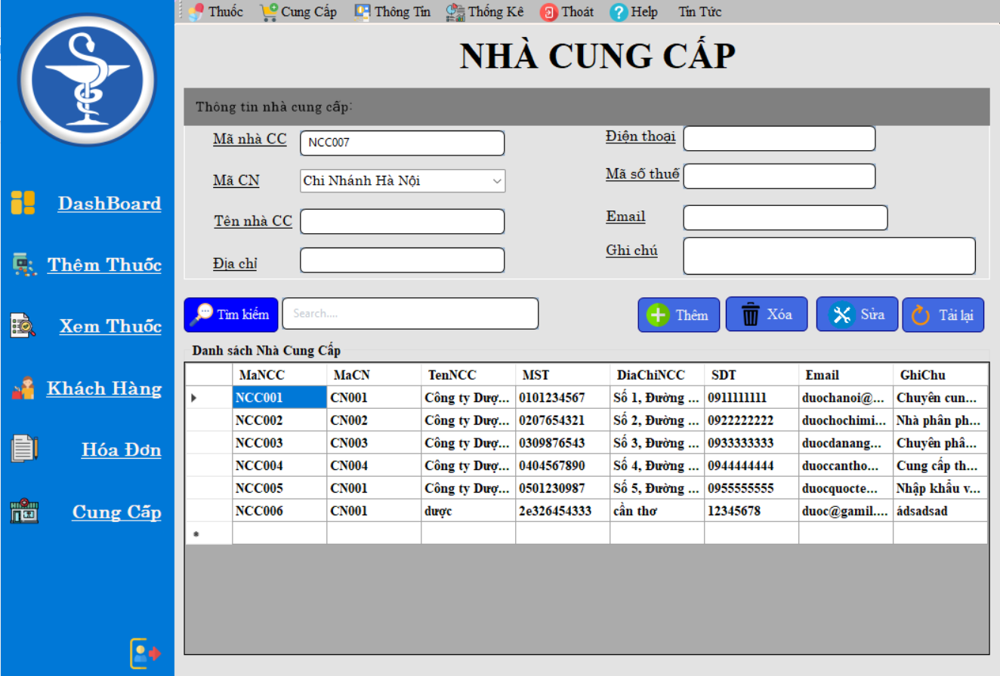 Thuốc Cung Cấp Thông Tin Thống Kê Thoát Help Tin Tức
NHÀ CUNG CẤP
Thông tin nhà cung cấp:
Mã nhà CC NCC007 Điện thoại
Mã CN Chi Nhánh Hà Nội Mã số thuế
Tên nhà CC Email
Địa chỉ Ghi chú
DashBoard
Thêm Thuốc
Xem Thuốc
Khách Hàng
Hóa Đơn
Cung Cấp
Tìm kiếm Search.... Thêm Xóa Sửa Tải lại
Danh sách Nhà Cung Cấp
MaNCC MaCN TenNCC MST DiaChiNCC SDT Email GhiChu
NCC001 CN001 Công ty Dượ... 0101234567 Số 1, Đường ... 0911111111 duochanoi@... Chuyên cun...
NCC002 CN002 Công ty Dượ... 0207654321 Số 2, Đường ... 0922222222 duochochimi... Nhà phân ph...
NCC003 CN003 Công ty Dượ... 0309876543 Số 3, Đường ... 0933333333 duocdanang... Chuyên phâ...
NCC004 CN004 Công ty Dượ... 0404567890 Số 4, Đường ... 0944444444 duoccantho... Cung cấp th...
NCC005 CN001 Công ty Dượ... 0501230987 Số 5, Đường ... 0955555555 duocquocte... Nhập khẩu v...
NCC006 CN001 dược 2e326454333 cần thơ 12345678 duoc@gamil.... ádsadsad